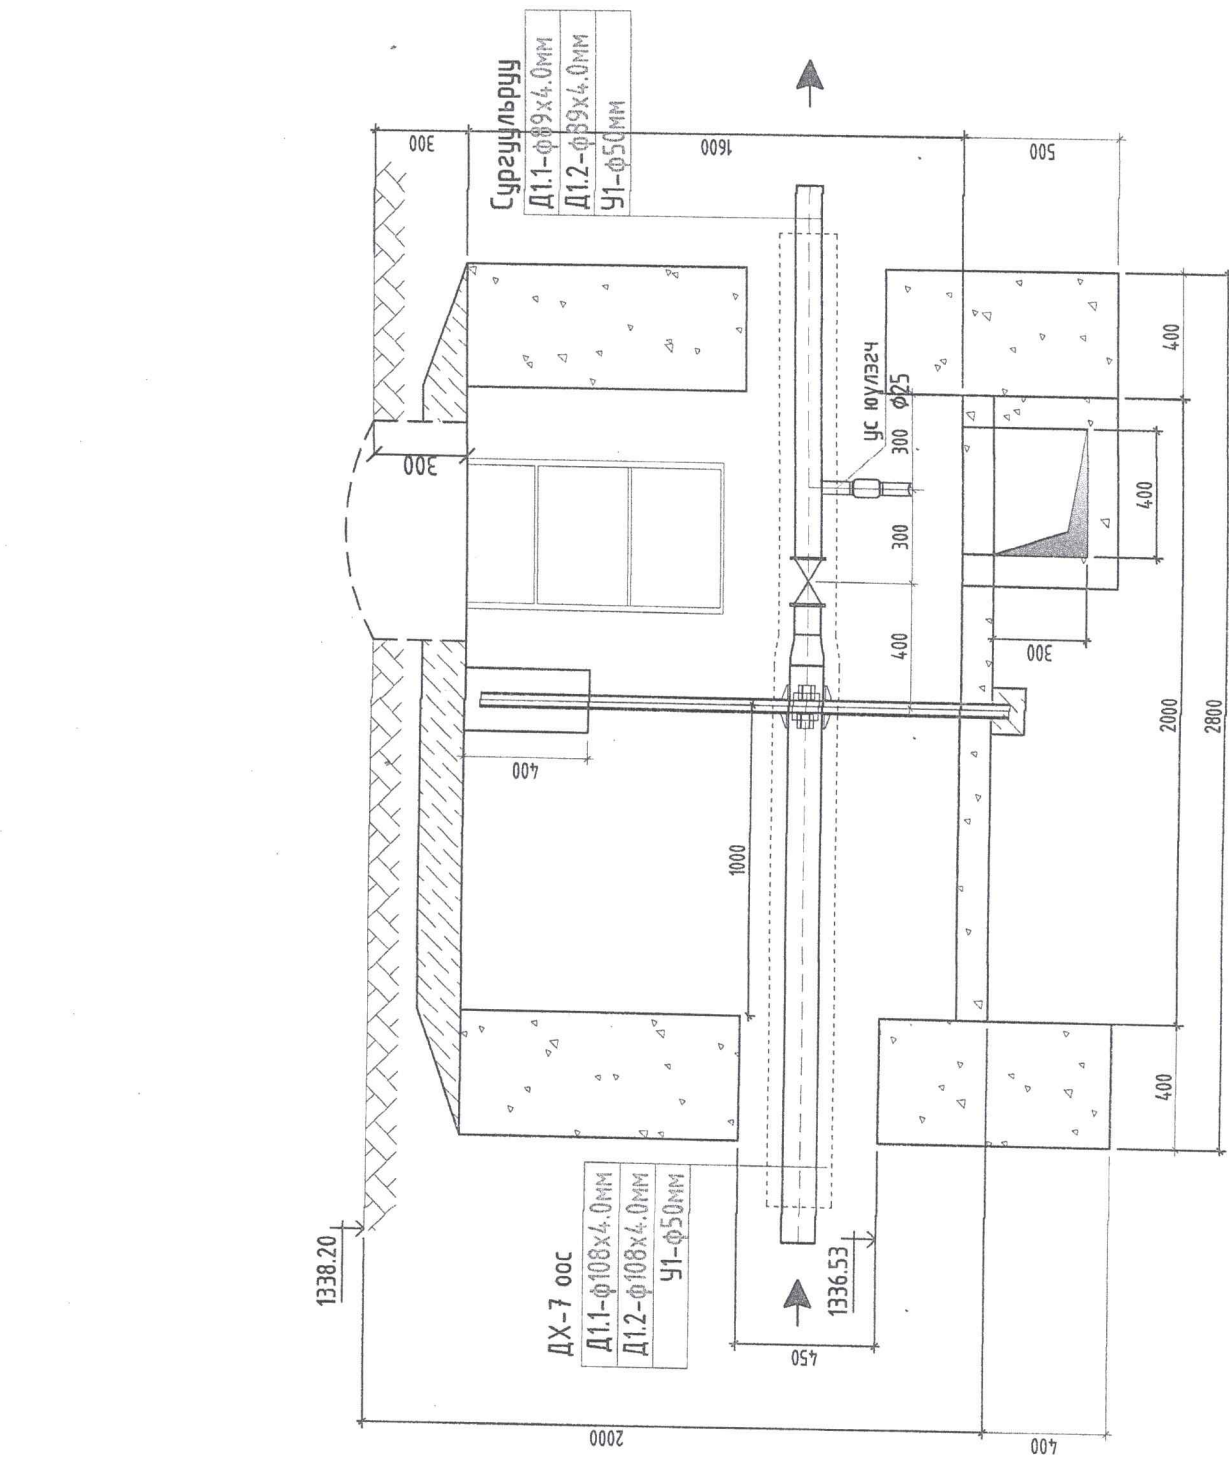 Сургуульруу
Д1.1-ф89х4.0мм
Д1.2-ф89х4.0мм
У1-ф50мм
300
1600
500
300
ус юулэгч
ф25
300
300
400
400
400
300
400
1000
2000
2800
400
1338.20
ДХ-7 оос
Д1.1-ф108х4.0мм
Д1.2-ф108х4.0мм
У1-ф50мм
1336.53
450
2000
400